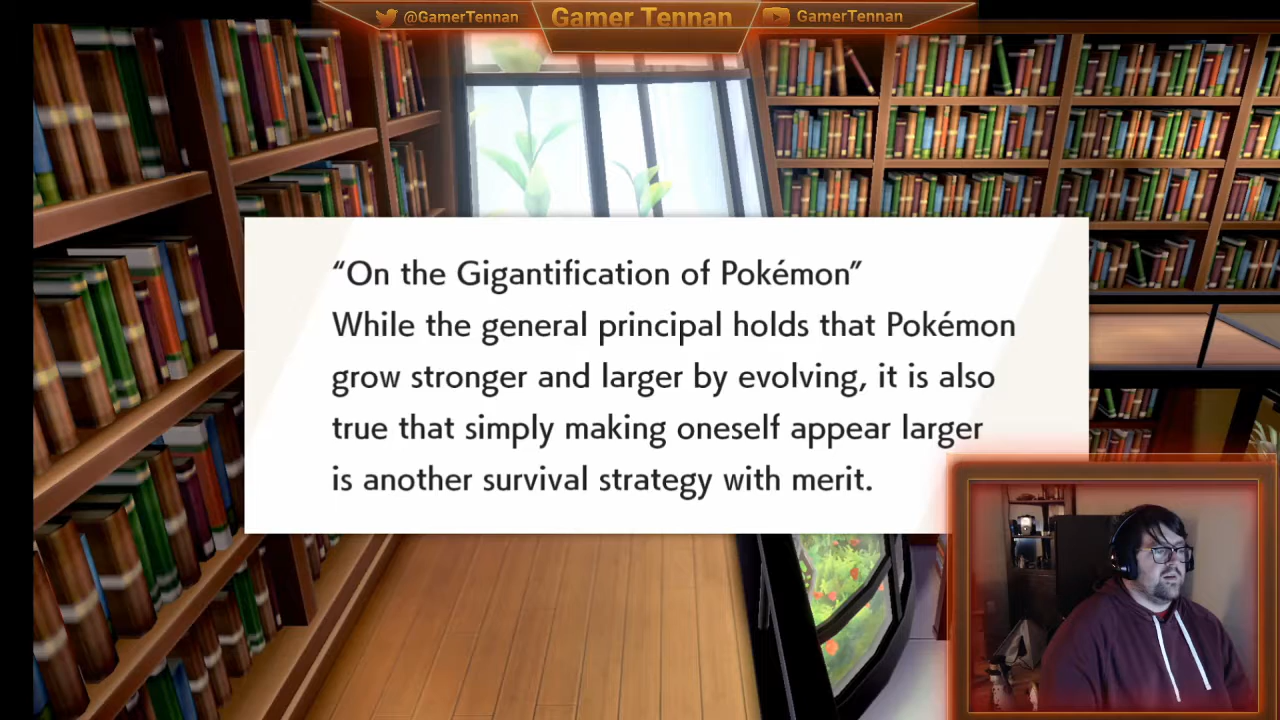 @GamerTennan
Gamer Tennan
GamerTennan
“On the Gigantification of Pokémon”
While the general principal holds that Pokémon
grow stronger and larger by evolving, it is also
true that simply making oneself appear larger
is another survival strategy with merit.